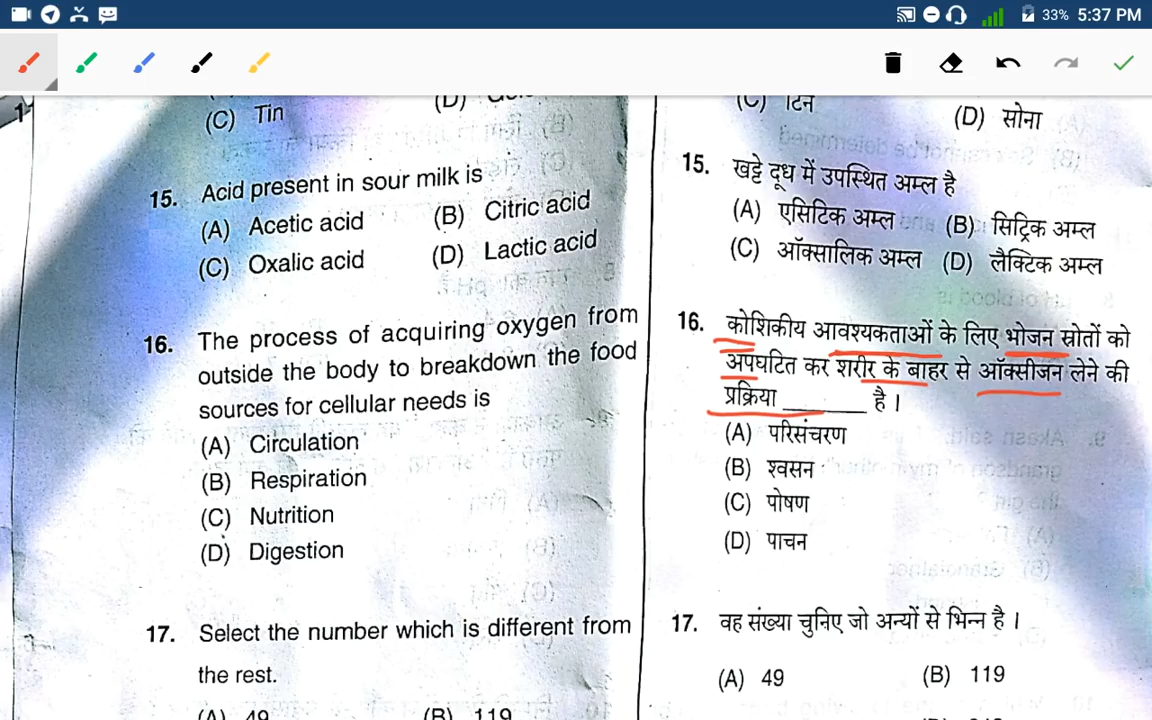 33% 5:37 PM
(C) Tin
(D)
15. Acid present in sour milk is
(A) Acetic acid (B) Citric acid
(C) Oxalic acid (D) Lactic acid
16. The process of acquiring oxygen from
outside the body to breakdown the food
sources for cellular needs is
(A) Circulation
(B) Respiration
(C) Nutrition
(D) Digestion
17. Select the number which is different from
the rest.
(A) 49 (B) 119
(C) टिन (D) सोना
15. खट्टे दूध में उपस्थित अम्ल है
(A) एसिटिक अम्ल (B) सिट्रिक अम्ल
(C) ऑक्सालिक अम्ल (D) लैक्टिक अम्ल
16. कोशिकीय आवश्यकताओं के लिए भोजन स्रोतों को
अपघटित कर शरीर के बाहर से ऑक्सीजन लेने की
प्रक्रिया ________ है ।
(A) परिसंचरण
(B) श्वसन
(C) पोषण
(D) पाचन
17. वह संख्या चुनिए जो अन्यों से भिन्न है ।
(A) 49 (B) 119